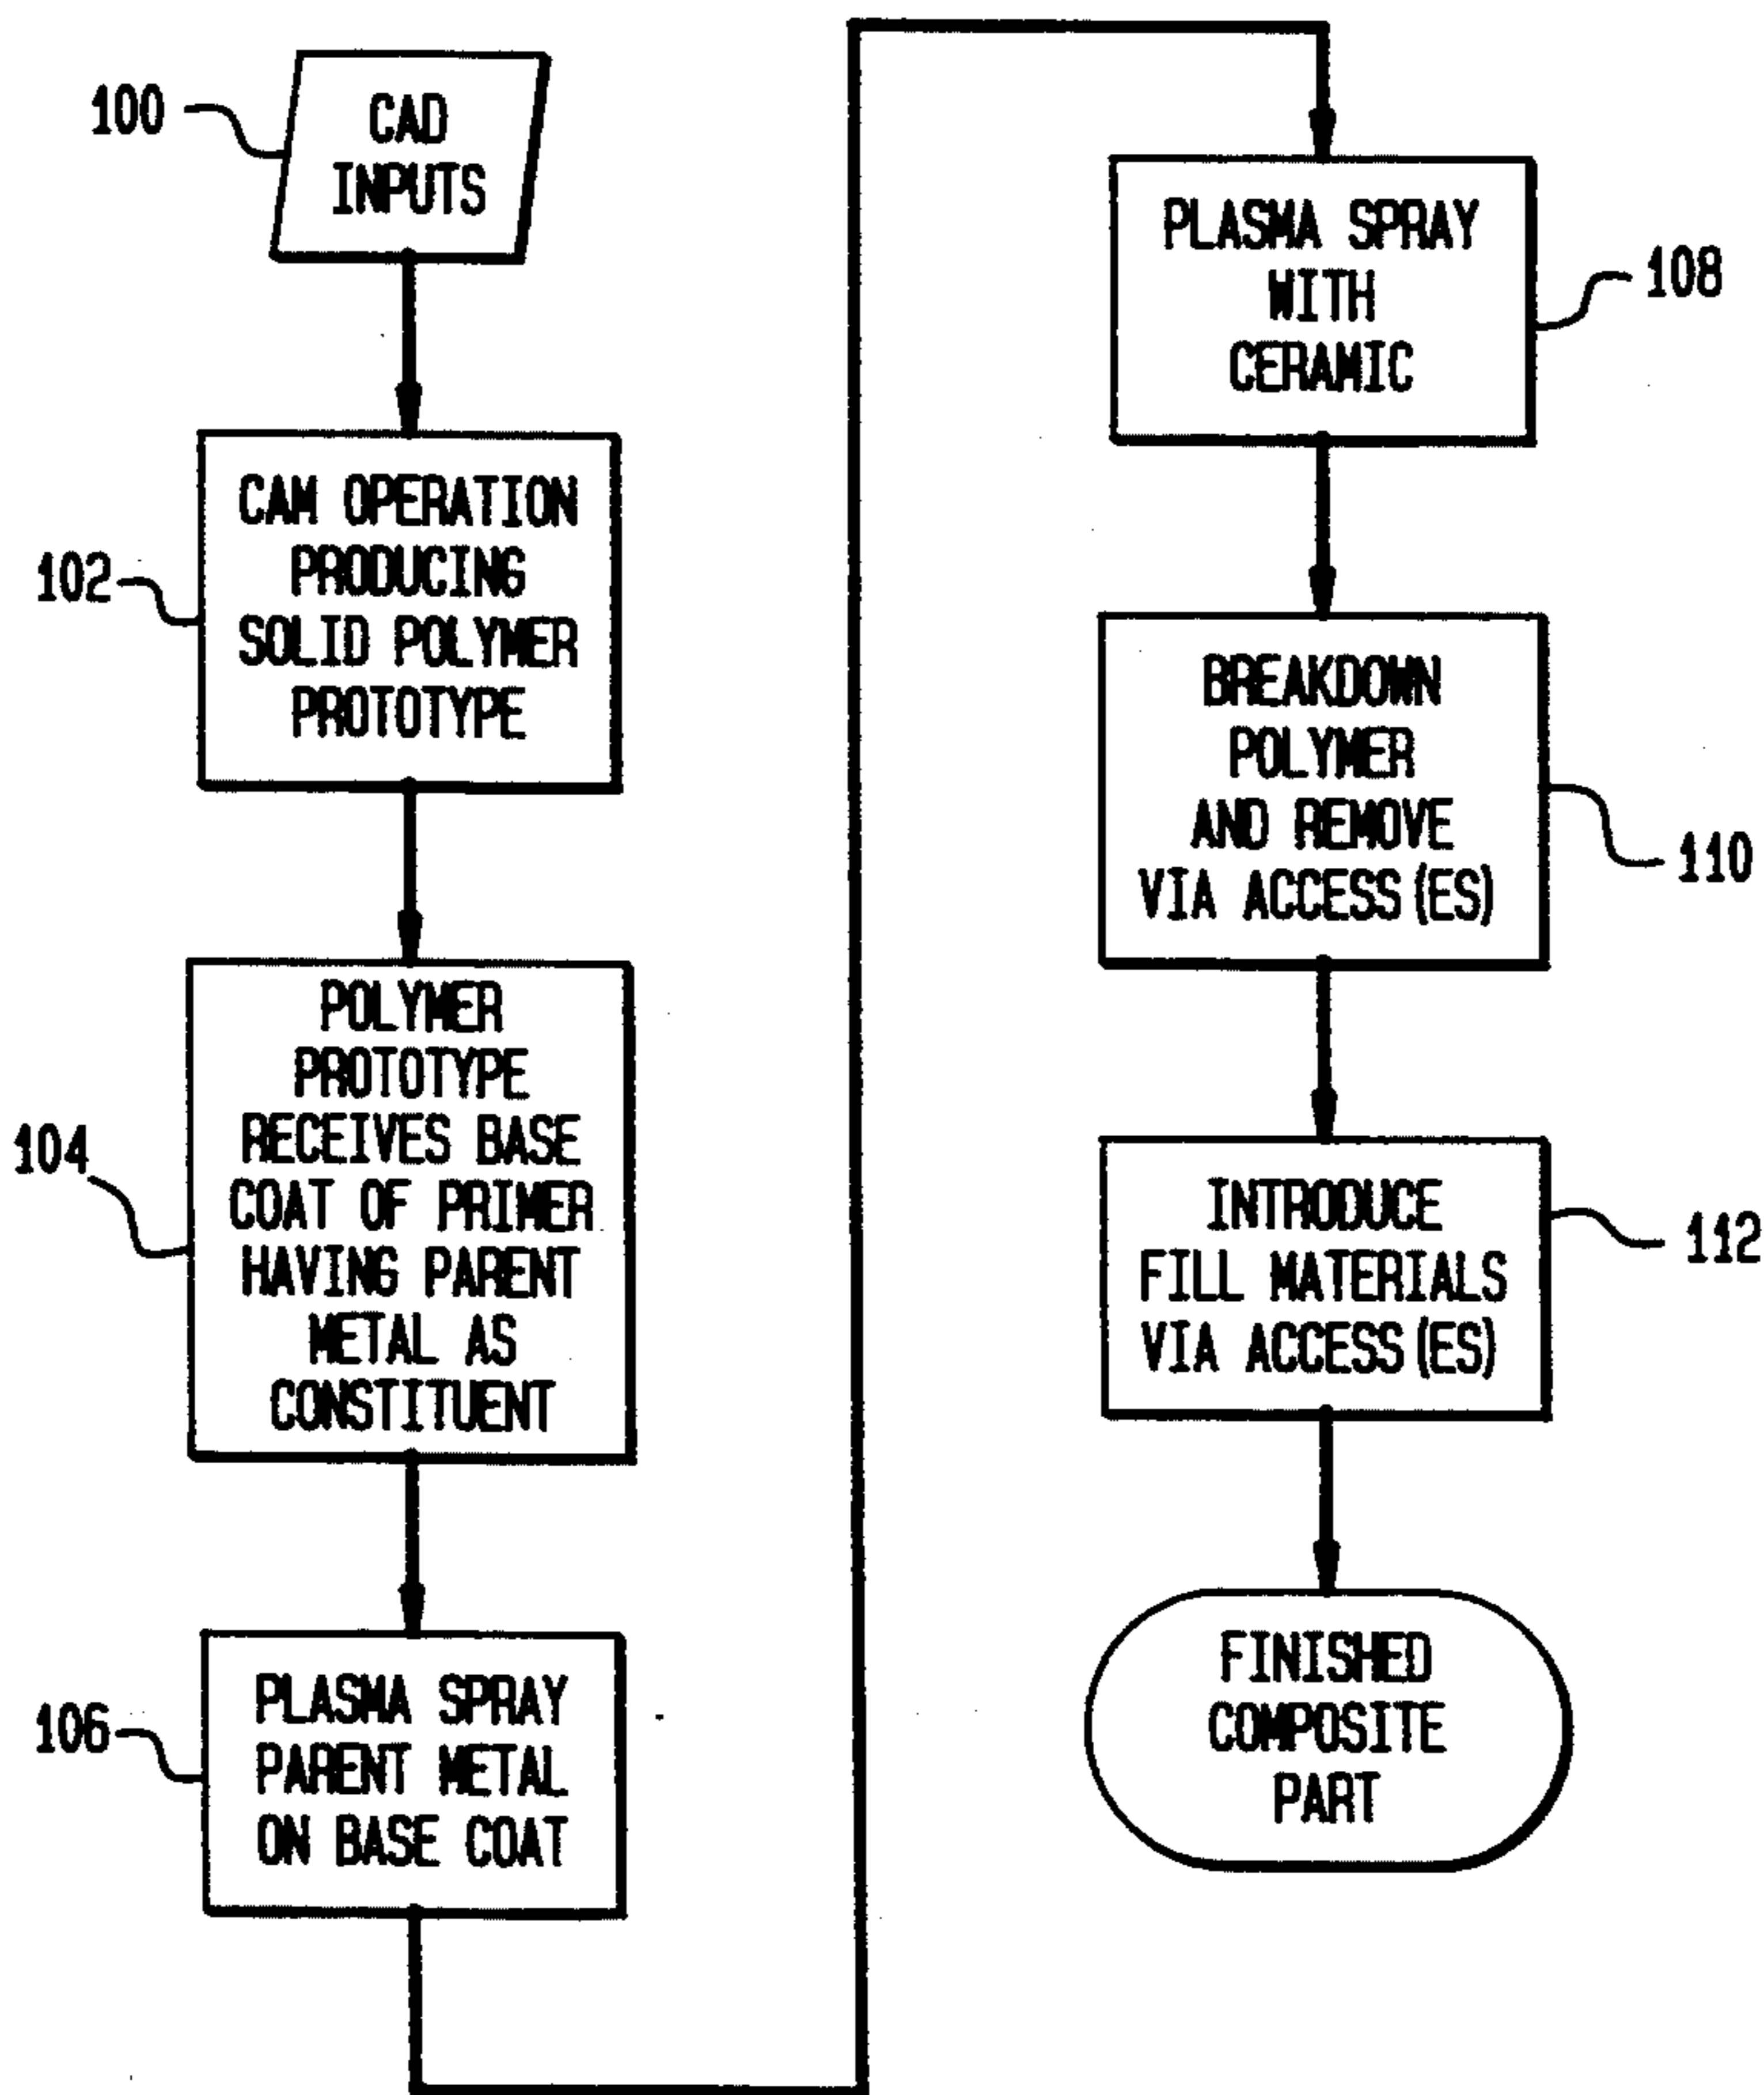 100
CAD
INPUTS
102
CAM OPERATION
PRODUCING
SOLID POLYMER
PROTOTYPE
104
POLYMER
PROTOTYPE
RECEIVES BASE
COAT OF PRIMER
HAVING PARENT
METAL AS
CONSTITUENT
106
PLASMA SPRAY
PARENT METAL
ON BASE COAT
PLASMA SPRAY
WITH
CERAMIC
108
BREAKDOWN
POLYMER
AND REMOVE
VIA ACCESS(ES)
110
INTRODUCE
FILL MATERIALS
VIA ACCESS(ES)
112
FINISHED
COMPOSITE
PART